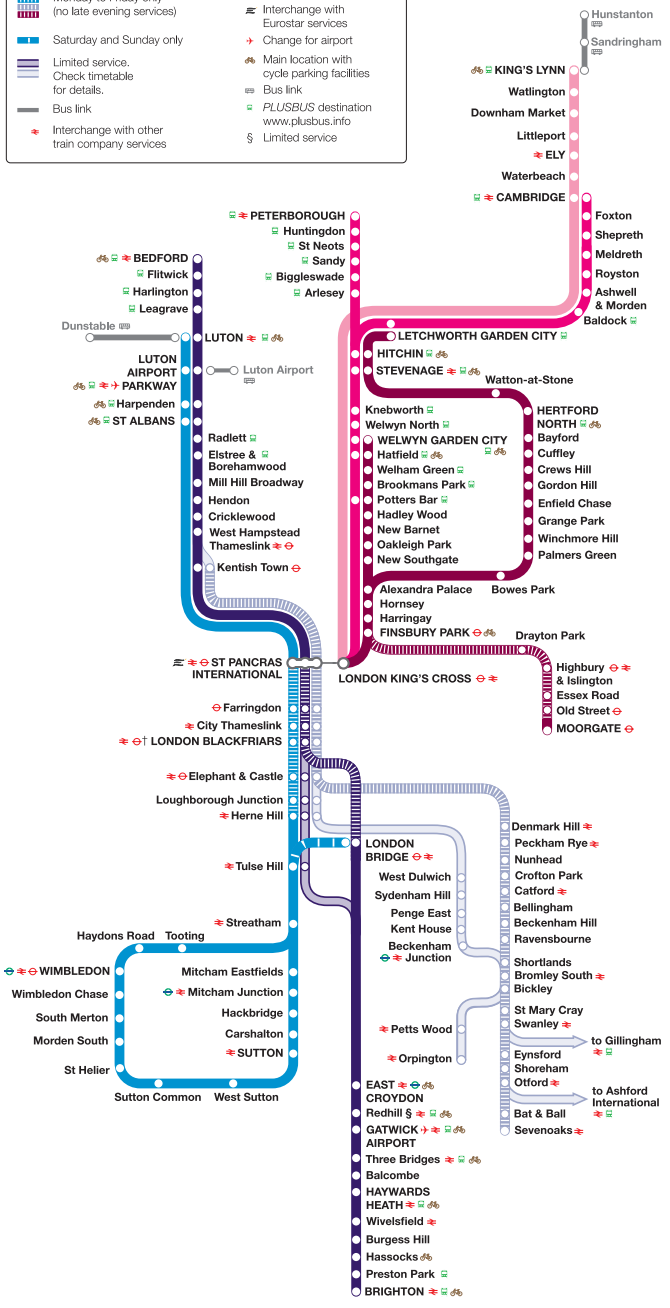 Monday to Friday only
(no late evening services)
Saturday and Sunday only
Limited service.
Check timetable
for details.
Bus link
Interchange with other
train company services
Interchange with
Eurostar services
Change for airport
Main location with
cycle parking facilities
Bus link
PLUSBUS destination
www.plusbus.info
§ Limited service
Hunstanton
Sandringham
KING'S LYNN
Watlington
Downham Market
Littleport
ELY
Waterbeach
CAMBRIDGE
Foxton
Shepreth
Meldreth
Royston
Ashwell
& Morden
Baldock
LETCHWORTH GARDEN CITY
PETERBOROUGH
Huntingdon
St Neots
Sandy
Biggleswade
Arlesey
HITCHIN
STEVENAGE
Watton-at-Stone
HERTFORD
NORTH
Bayford
Cuffley
Crews Hill
Gordon Hill
Enfield Chase
Grange Park
Winchmore Hill
Palmers Green
Bowes Park
Knebworth
Welwyn North
WELWYN GARDEN CITY
Hatfield
Welham Green
Brookmans Park
Potters Bar
Hadley Wood
New Barnet
Oakleigh Park
New Southgate
Alexandra Palace
Hornsey
Harringay
FINSBURY PARK
Drayton Park
Highbury
& Islington
Essex Road
Old Street
MOORGATE
LONDON KING'S CROSS
BEDFORD
Flitwick
Harlington
Leagrave
Dunstable
LUTON
LUTON
AIRPORT
PARKWAY
Luton Airport
Harpenden
ST ALBANS
Radlett
Elstree &
Borehamwood
Mill Hill Broadway
Hendon
Cricklewood
West Hampstead
Thameslink
Kentish Town
ST PANCRAS
INTERNATIONAL
Farringdon
City Thameslink
† LONDON BLACKFRIARS
Elephant & Castle
Loughborough Junction
Herne Hill
LONDON
BRIDGE
Tulse Hill
Streatham
Haydons Road
Tooting
WIMBLEDON
Wimbledon Chase
South Merton
Morden South
St Helier
Sutton Common
West Sutton
Mitcham Eastfields
Mitcham Junction
Hackbridge
Carshalton
SUTTON
West Dulwich
Sydenham Hill
Penge East
Kent House
Beckenham
Junction
Petts Wood
Orpington
Denmark Hill
Peckham Rye
Nunhead
Crofton Park
Catford
Bellingham
Beckenham Hill
Ravensbourne
Shortlands
Bromley South
Bickley
St Mary Cray
Swanley
to Gillingham
Eynsford
Shoreham
Otford
to Ashford
International
Bat & Ball
Sevenoaks
EAST
CROYDON
Redhill §
GATWICK
AIRPORT
Three Bridges
Balcombe
HAYWARDS
HEATH
Wivelsfield
Burgess Hill
Hassocks
Preston Park
BRIGHTON